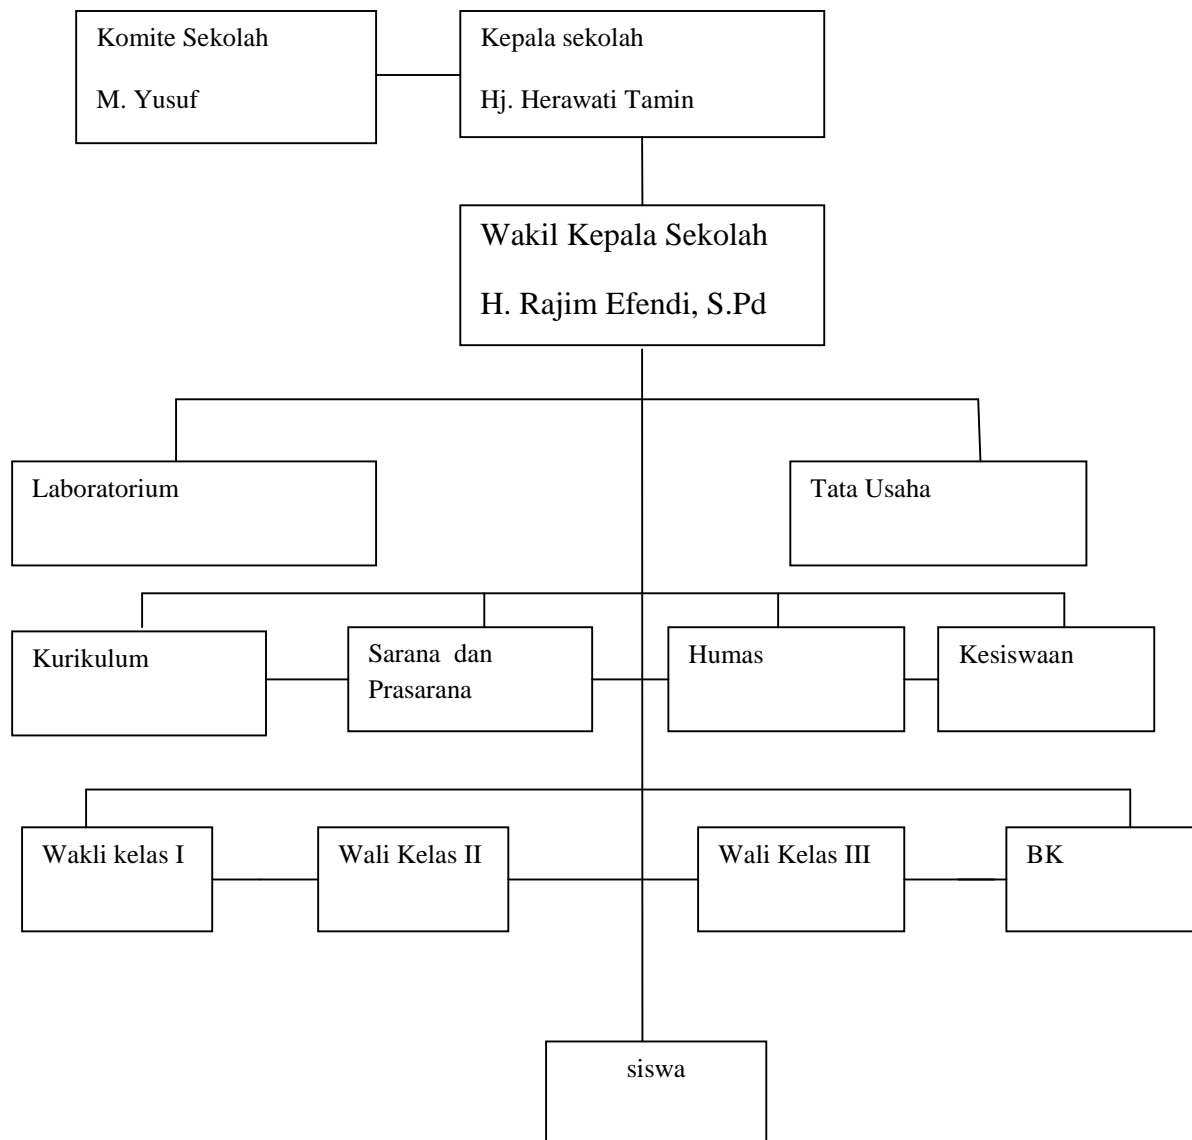 Komite Sekolah
M. Yusuf
Kepala sekolah
Hj. Herawati Tamin
Wakil Kepala Sekolah
H. Rajim Efendi, S.Pd
Laboratorium
Tata Usaha
Kurikulum
Sarana  dan
Prasarana
Humas
Kesiswaan
Wakli kelas I
Wali Kelas II
Wali Kelas III
BK
siswa